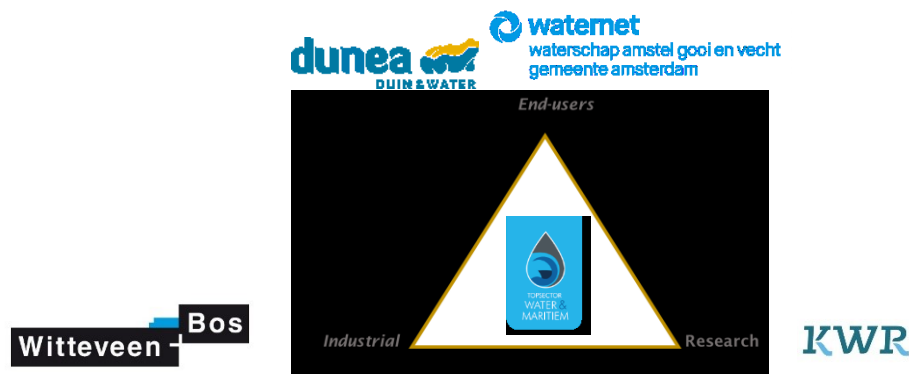 dunea
DUIN & WATER
waternet
waterschap amstel gooi en vecht
gemeente amsterdam
End-users
TOPSECTOR
WATER &
MARITIEM
Witteveen + Bos
Industrial
Research
KWR